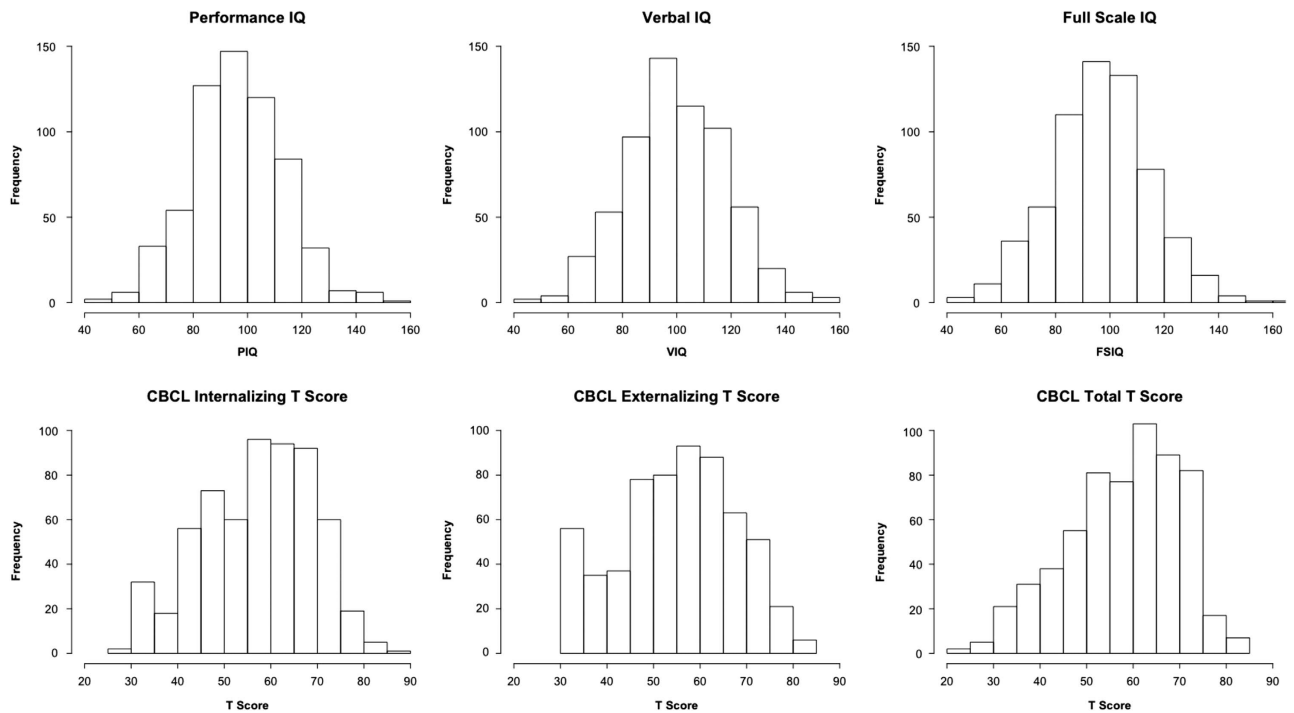 Performance IQ
Verbal IQ
Full Scale IQ
Frequency
150
100
50
0
40 60 80 100 120 140 160
PIQ
Frequency
150
100
50
0
40 60 80 100 120 140 160
VIQ
Frequency
150
100
50
0
40 60 80 100 120 140 160
FSIQ
CBCL Internalizing T Score
CBCL Externalizing T Score
CBCL Total T Score
Frequency
100
80
60
40
20
0
20 30 40 50 60 70 80 90
T Score
Frequency
100
80
60
40
20
0
20 30 40 50 60 70 80 90
T Score
Frequency
100
80
60
40
20
0
20 30 40 50 60 70 80 90
T Score